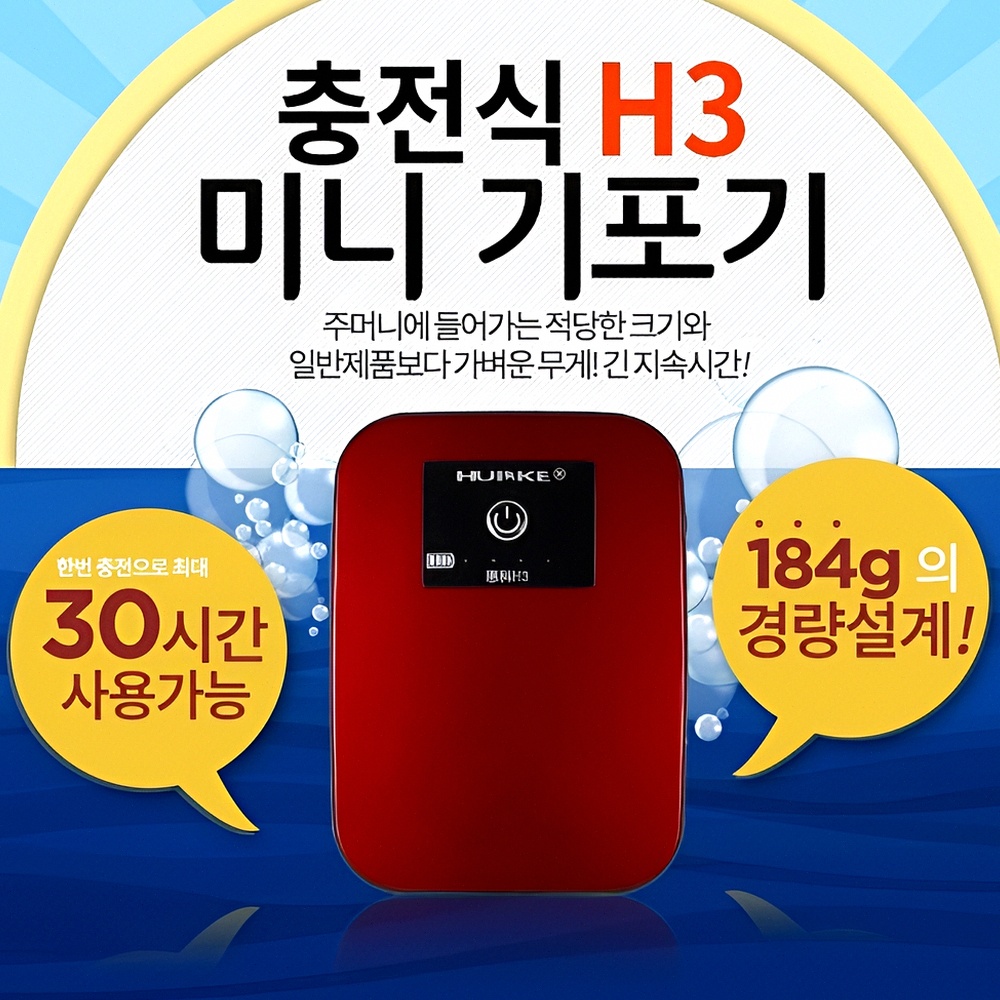 충전식 H3
미니 기포기
주머니에 들어가는 적당한 크기와
일반제품보다 가벼운 무게! 긴 지속시간!
HUIRKE
한번 충전으로 최대
30시간
사용가능
184g 의
경량설계!